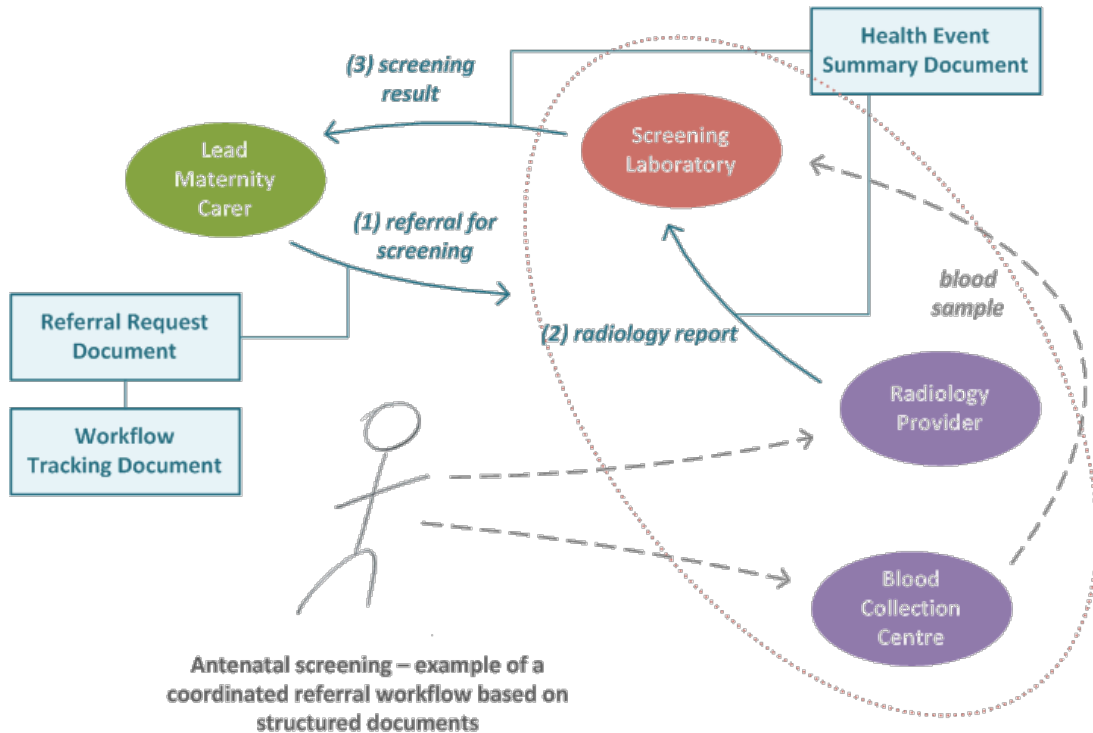 Health Event
Summary Document
(3) screening
result
Screening
Laboratory
Lead
Maternity
Carer
(1) referral for
screening
blood
sample
Referral Request
Document
(2) radiology report
Radiology
Provider
Workflow
Tracking Document
Blood
Collection
Centre
Antenatal screening – example of a
coordinated referral workflow based on
structured documents